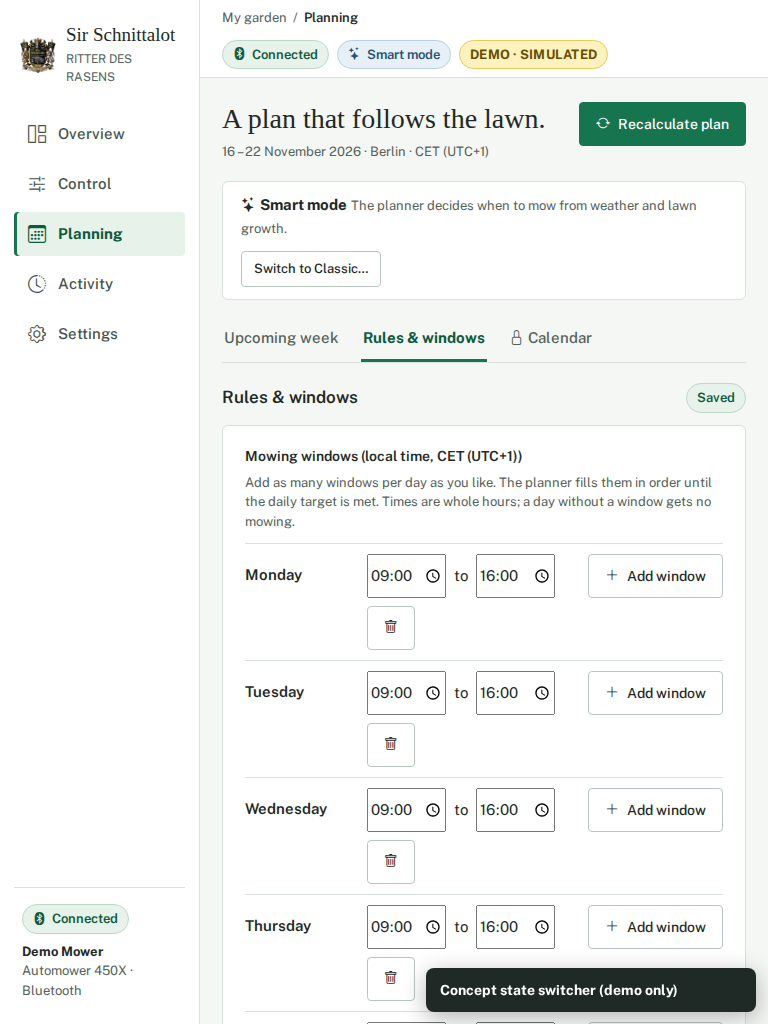 Sir Schnittalot
RITTER DES
RASENS
Overview
Control
Planning
Activity
Settings
Connected
Demo Mower
Automower 450X ·
Bluetooth
My garden / Planning
Connected
Smart mode
DEMO · SIMULATED
A plan that follows the lawn.
16–22 November 2026 · Berlin · CET (UTC+1)
Recalculate plan
Smart mode The planner decides when to mow from weather and lawn
growth.
Switch to Classic…
Upcoming week
Rules & windows
Calendar
Rules & windows
Saved
Mowing windows (local time, CET (UTC+1))
Add as many windows per day as you like. The planner fills them in order until
the daily target is met. Times are whole hours; a day without a window gets no
mowing.
Monday 09:00 to 16:00 Add window
Tuesday 09:00 to 16:00 Add window
Wednesday 09:00 to 16:00 Add window
Thursday 09:00 to 16:00 Add window
Concept state switcher (demo only)